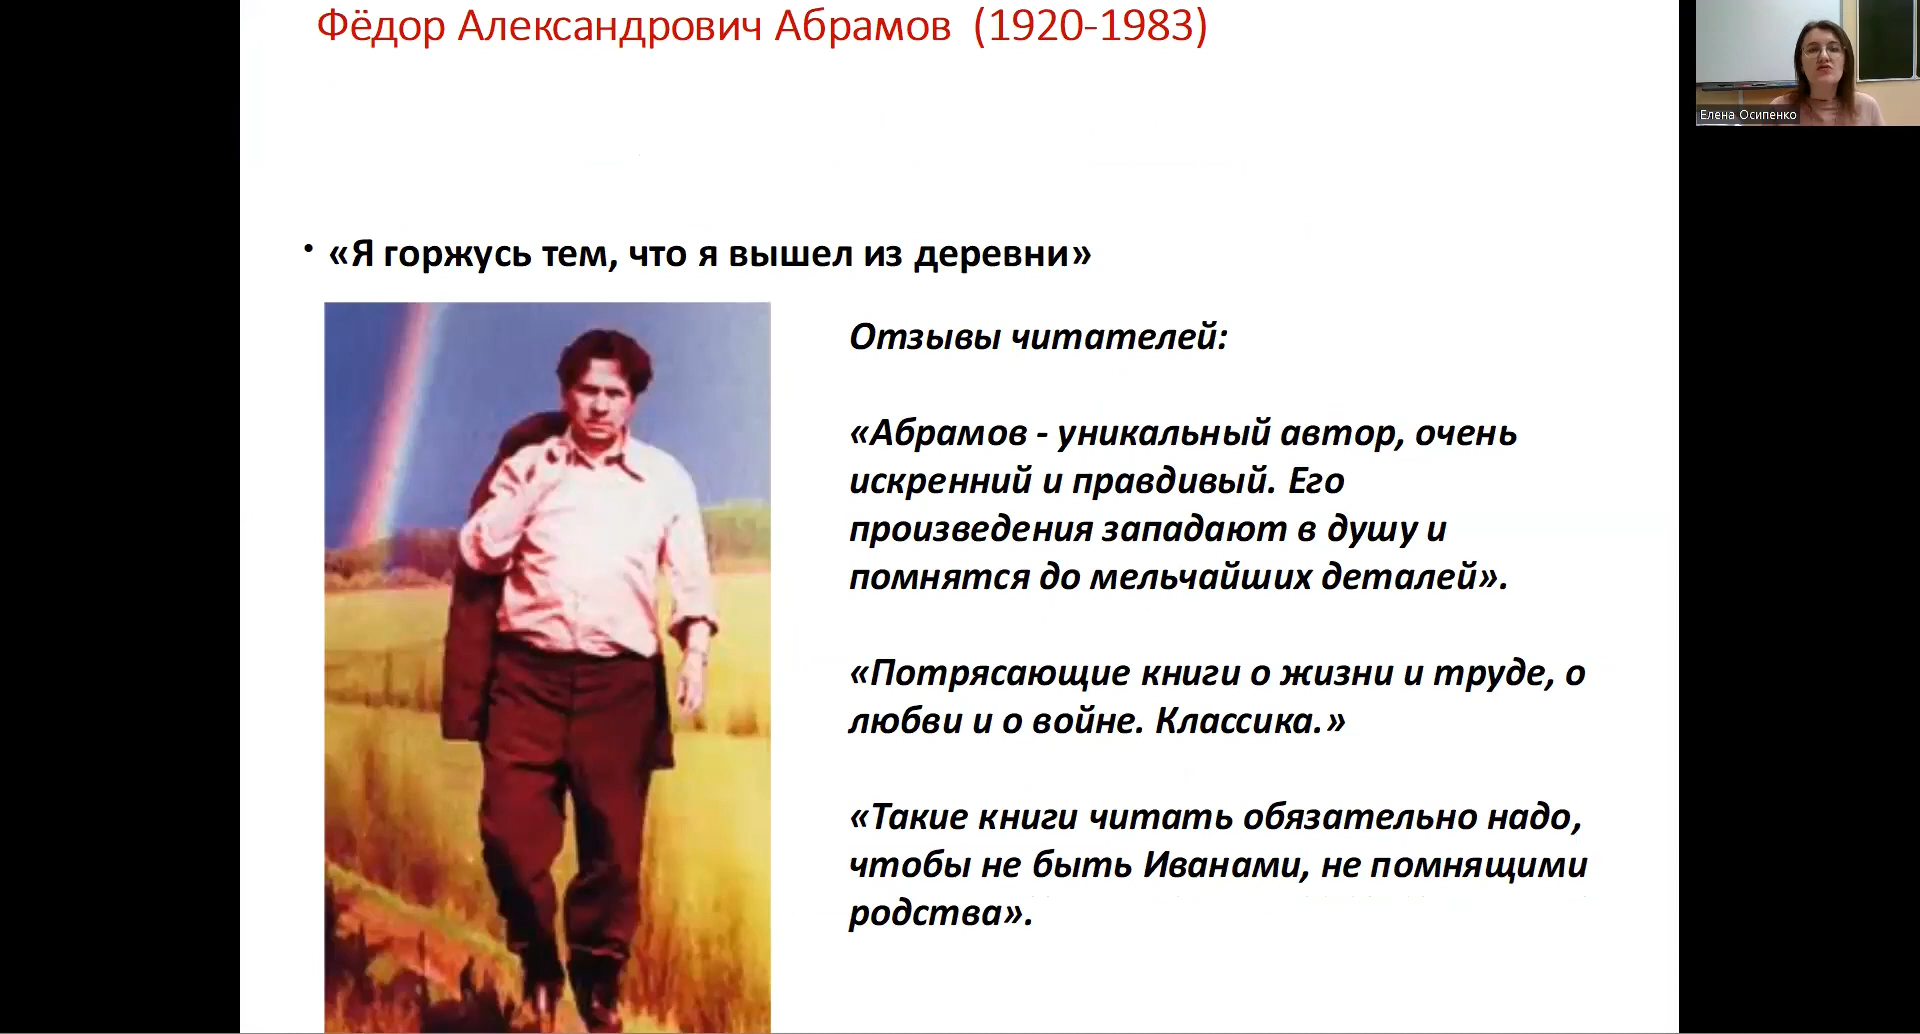 Фёдор Александрович Абрамов (1920-1983)
Елена Осипенко
• «Я горжусь тем, что я вышел из деревни»
Отзывы читателей:
«Абрамов - уникальный автор, очень
искренний и правдивый. Его
произведения западают в душу и
помнятся до мельчайших деталей».
«Потрясающие книги о жизни и труде, о
любви и о войне. Классика.»
«Такие книги читать обязательно надо,
чтобы не быть Иванами, не помнящими
родства».